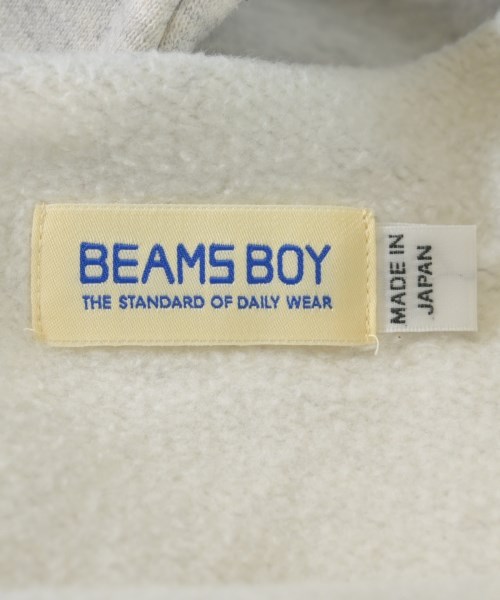 BEAMS BOY
THE STANDARD OF DAILY WEAR
MADE IN
JAPAN